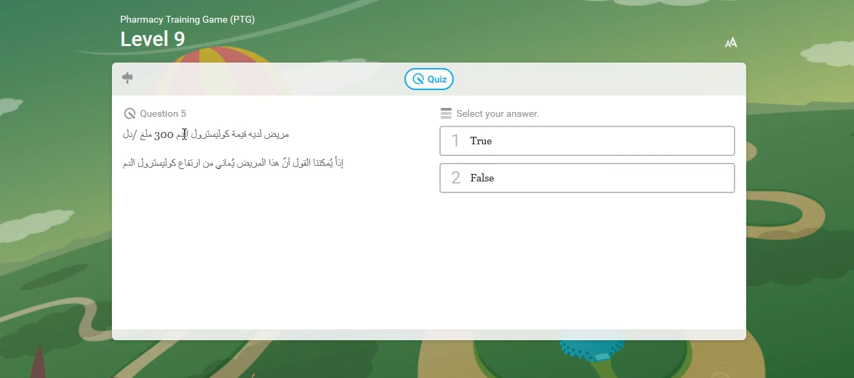 Pharmacy Training Game (PTG)
Level 9
AA
Quiz
Question 5
مريض لديه قيمة كوليسترول الدم 300 ملغ /دل
إذاً يُمكننا القول أنّ هذا المريض يُعاني من ارتفاع كوليسترول الدم
Select your answer.
1 True
2 False